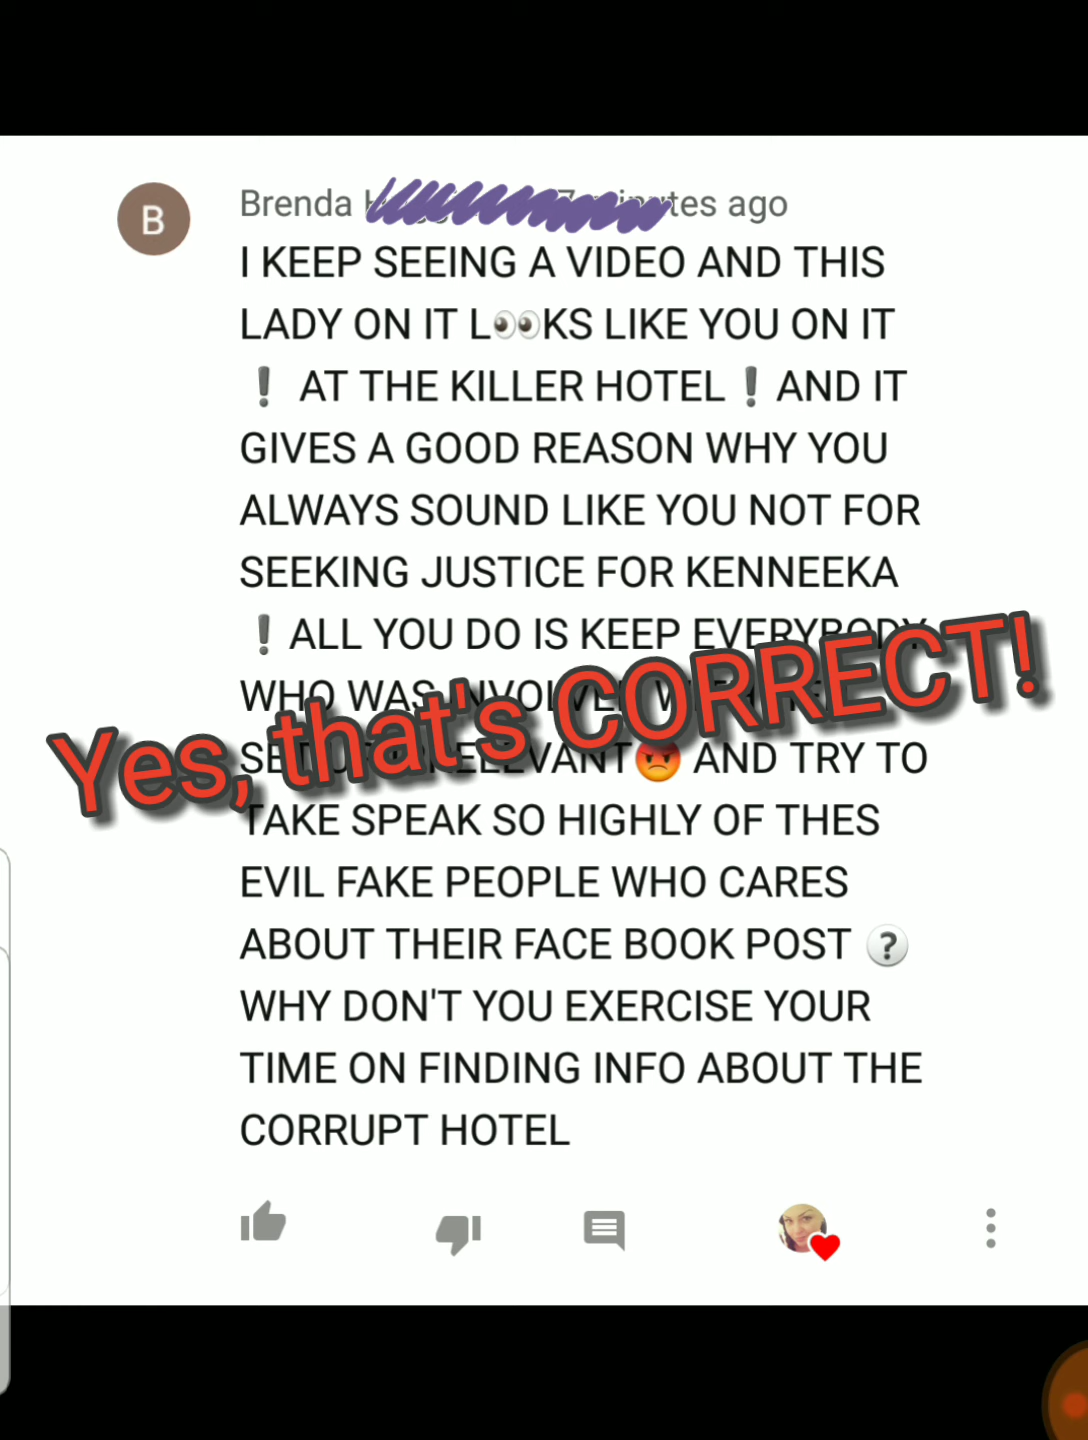 B
Brenda minutes ago
I KEEP SEEING A VIDEO AND THIS
LADY ON IT L👀KS LIKE YOU ON IT
❗ AT THE KILLER HOTEL❗AND IT
GIVES A GOOD REASON WHY YOU
ALWAYS SOUND LIKE YOU NOT FOR
SEEKING JUSTICE FOR KENNEEKA
❗ALL YOU DO IS KEEP EVERYBODY
WHO WAS INVOLVED
Yes, that's CORRECT!
😡 AND TRY TO
TAKE SPEAK SO HIGHLY OF THES
EVIL FAKE PEOPLE WHO CARES
ABOUT THEIR FACE BOOK POST ❓
WHY DON'T YOU EXERCISE YOUR
TIME ON FINDING INFO ABOUT THE
CORRUPT HOTEL